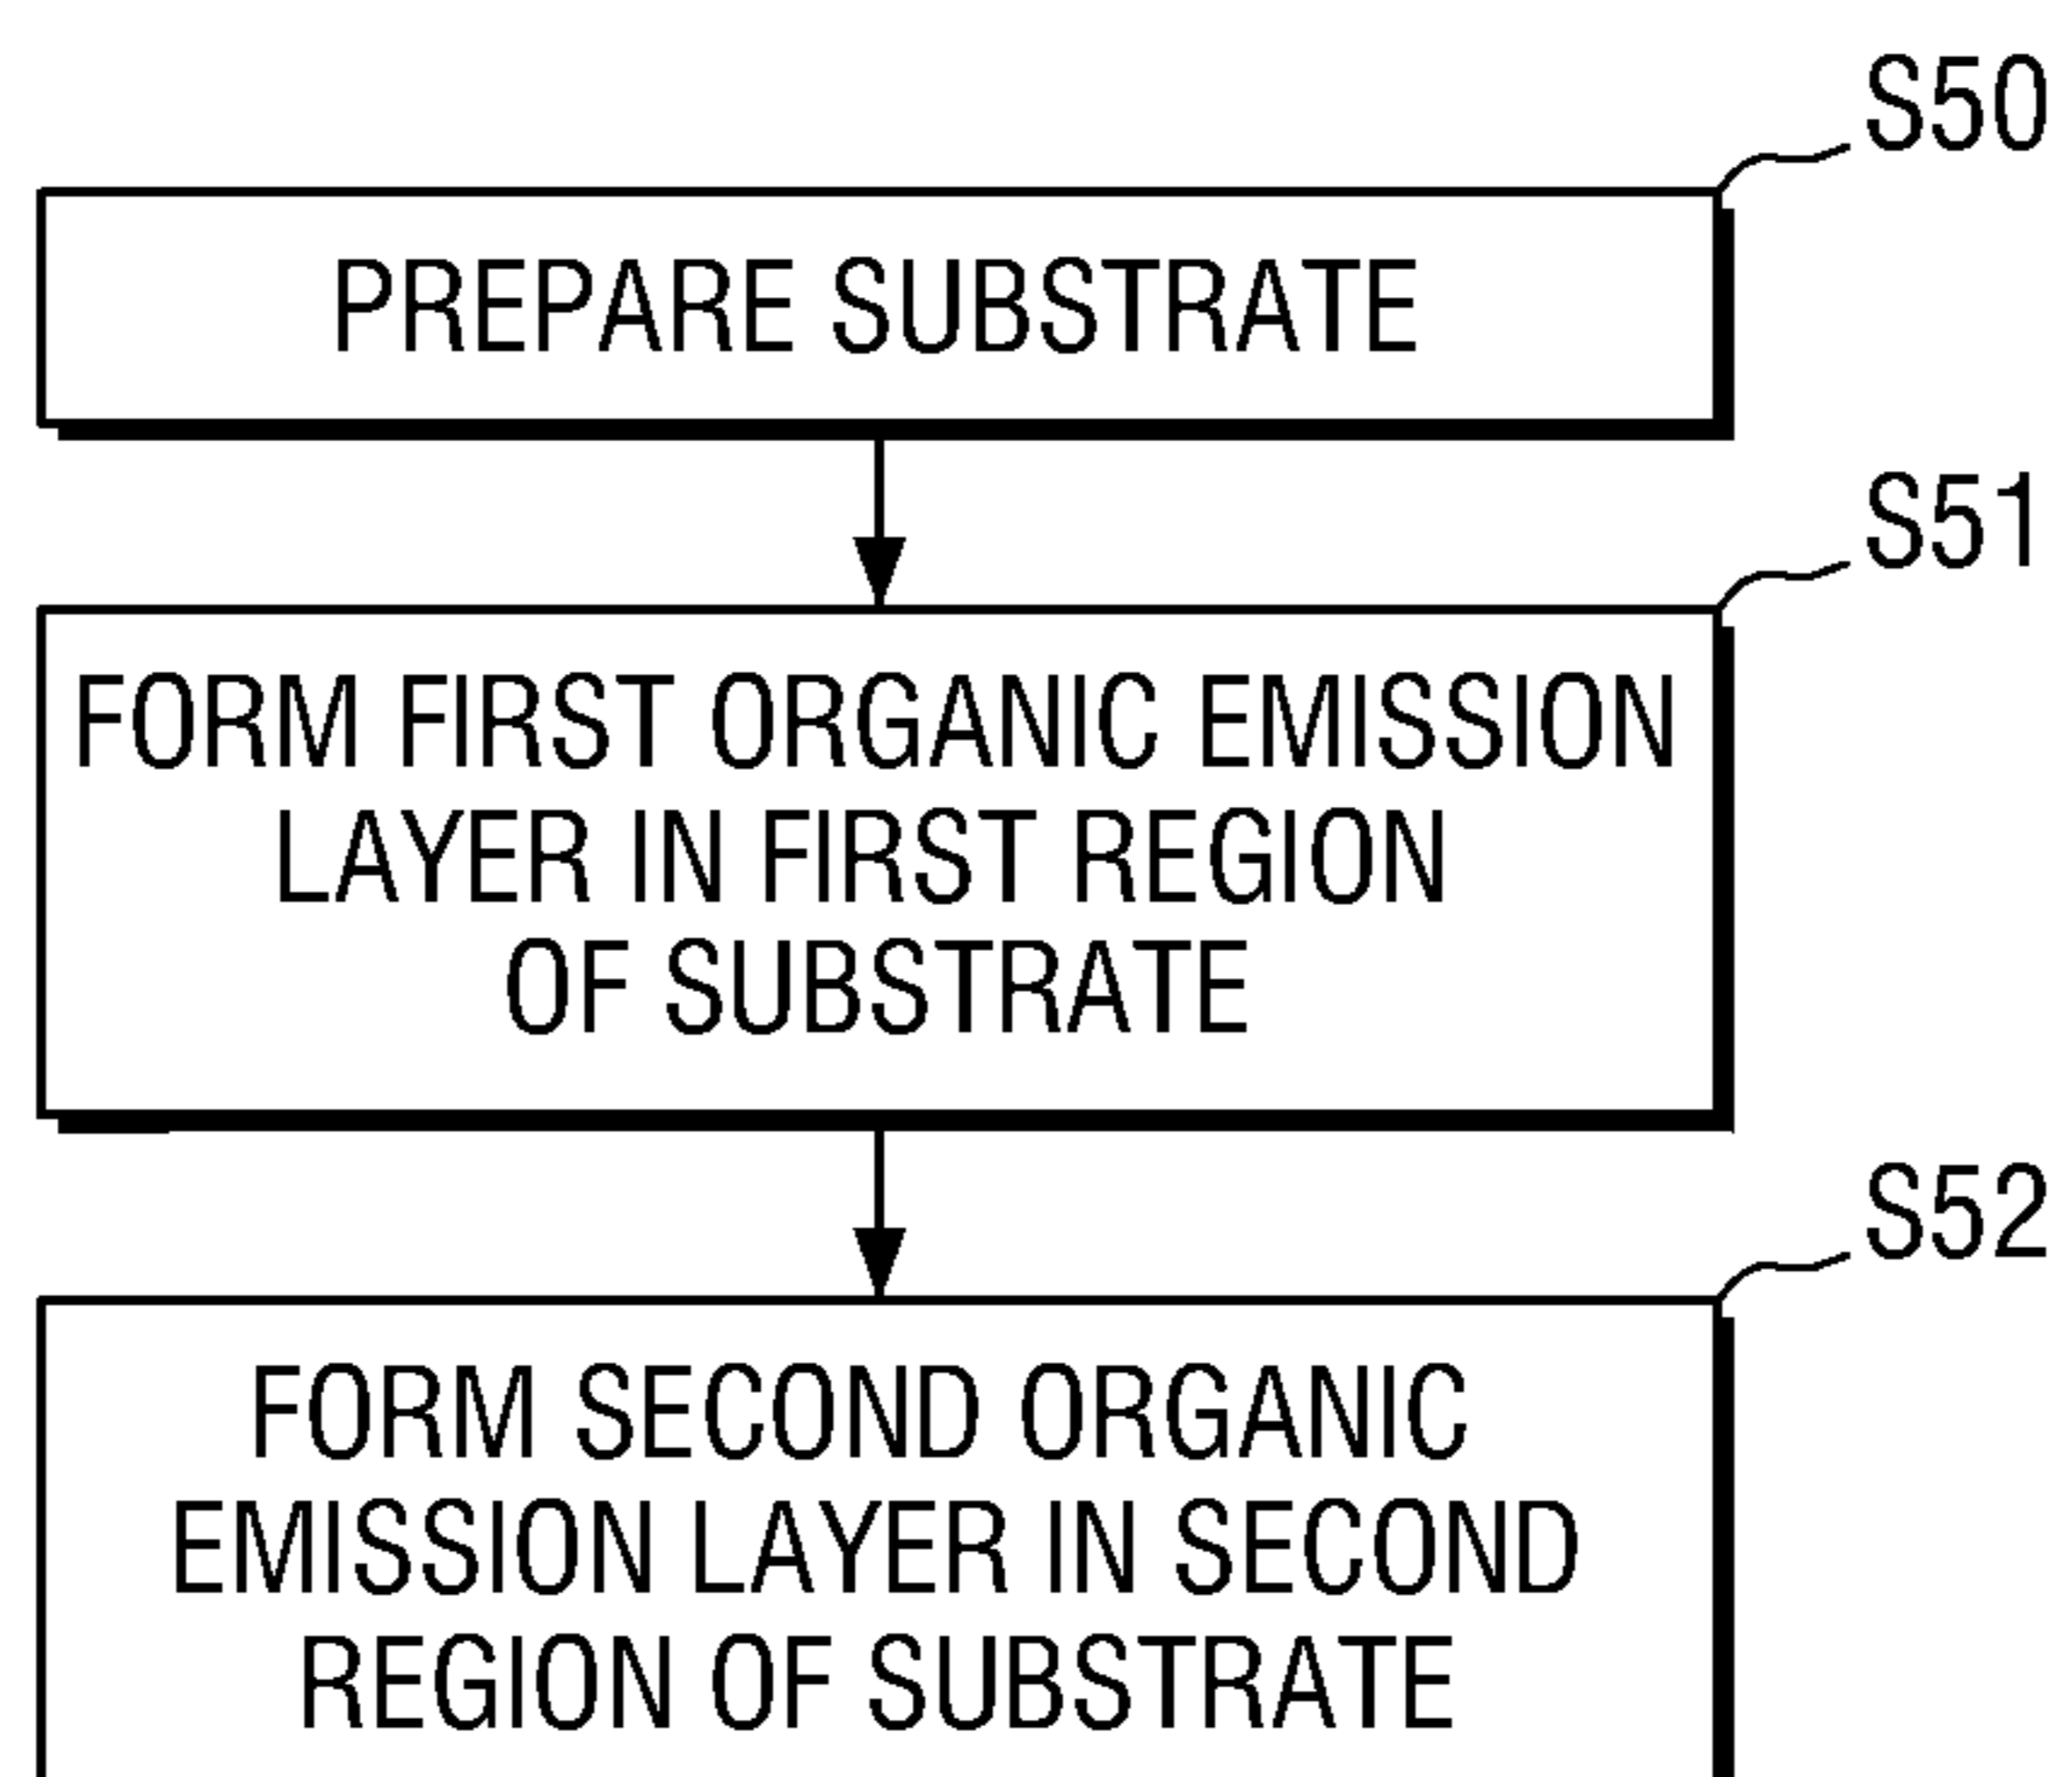 S50
PREPARE SUBSTRATE
S51
FORM FIRST ORGANIC EMISSION
LAYER IN FIRST REGION
OF SUBSTRATE
S52
FORM SECOND ORGANIC
EMISSION LAYER IN SECOND
REGION OF SUBSTRATE